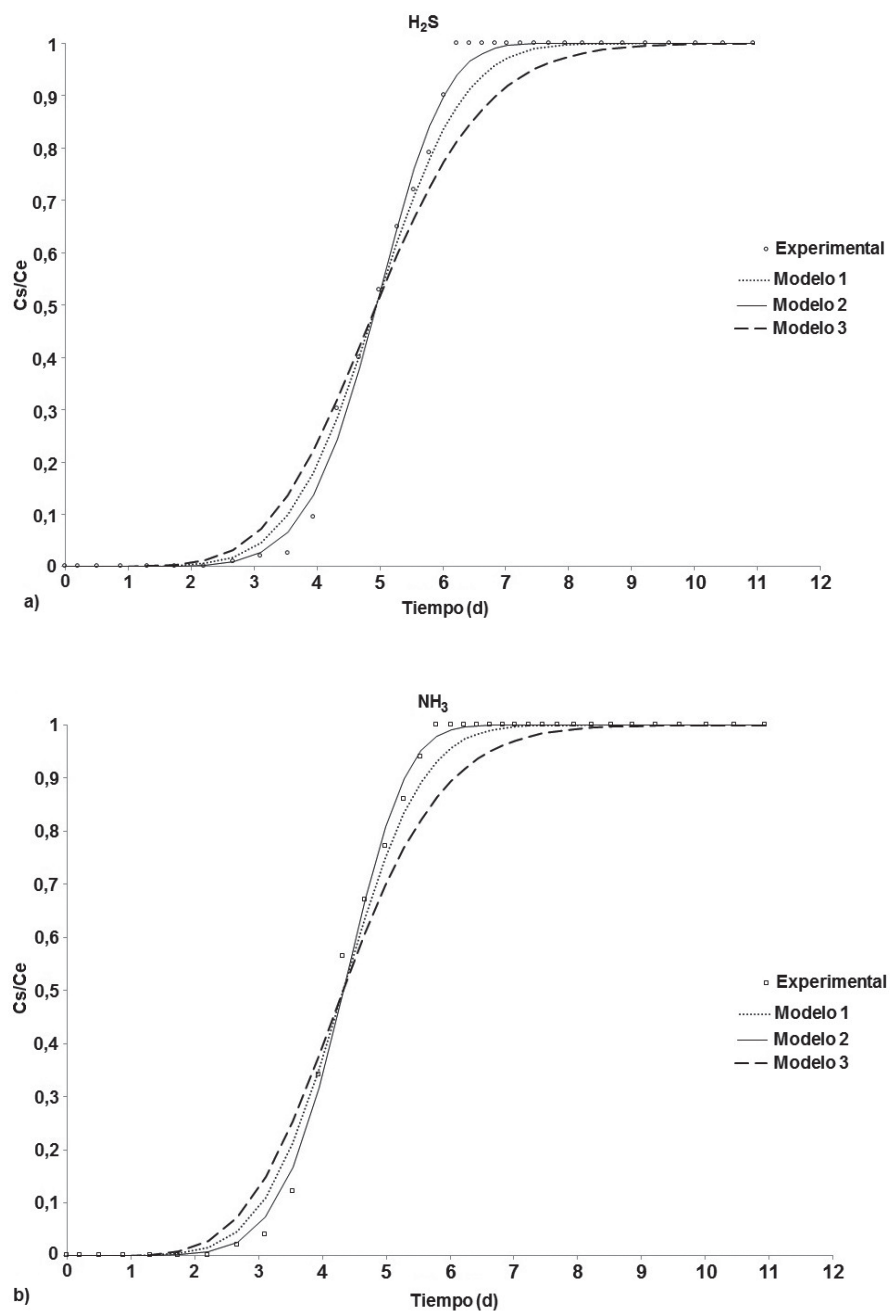 H₂S
1
0,9
0,8
0,7
0,6
0,5
0,4
0,3
0,2
0,1
0
Cs/Ce
Experimental
Modelo 1
Modelo 2
Modelo 3
0 1 2 3 4 5 6 7 8 9 10 11 12
Tiempo (d)
a)
NH₃
1
0,9
0,8
0,7
0,6
0,5
0,4
0,3
0,2
0,1
0
Cs/Ce
Experimental
Modelo 1
Modelo 2
Modelo 3
0 1 2 3 4 5 6 7 8 9 10 11 12
Tiempo (d)
b)